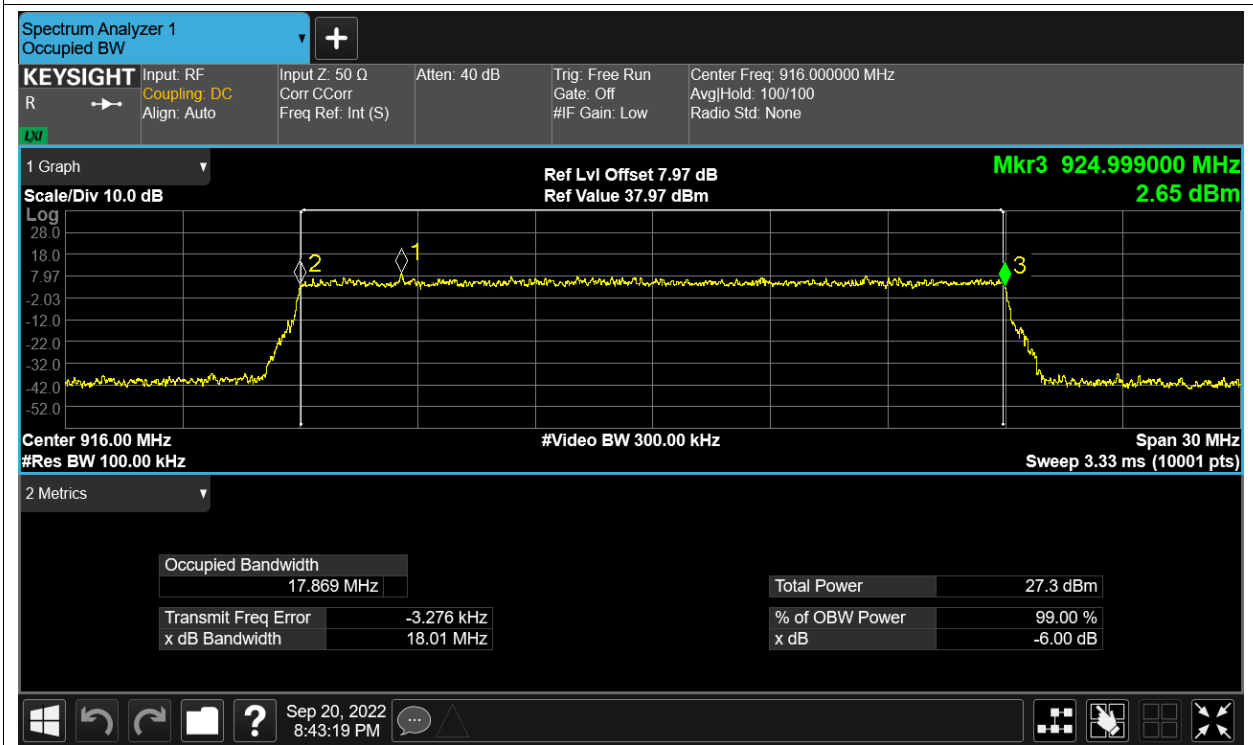 Spectrum Analyzer 1
Occupied BW
KEYSIGHT
R
LXI
Input: RF
Coupling: DC
Align: Auto
Input Z: 50 Ω
Corr CCorr
Freq Ref: Int (S)
Atten: 40 dB
Trig: Free Run
Gate: Off
#IF Gain: Low
Center Freq: 916.000000 MHz
Avg|Hold: 100/100
Radio Std: None
1 Graph
Scale/Div 10.0 dB
Ref Lvl Offset 7.97 dB
Ref Value 37.97 dBm
Mkr3 924.999000 MHz
2.65 dBm
Log
28.0
18.0
7.97
-2.03
-12.0
-22.0
-32.0
-42.0
-52.0
2
1
3
Center 916.00 MHz
#Res BW 100.00 kHz
#Video BW 300.00 kHz
Span 30 MHz
Sweep 3.33 ms (10001 pts)
2 Metrics
Occupied Bandwidth
17.869 MHz
Transmit Freq Error -3.276 kHz
x dB Bandwidth 18.01 MHz
Total Power 27.3 dBm
% of OBW Power 99.00 %
x dB -6.00 dB
?
Sep 20, 2022
8:43:19 PM